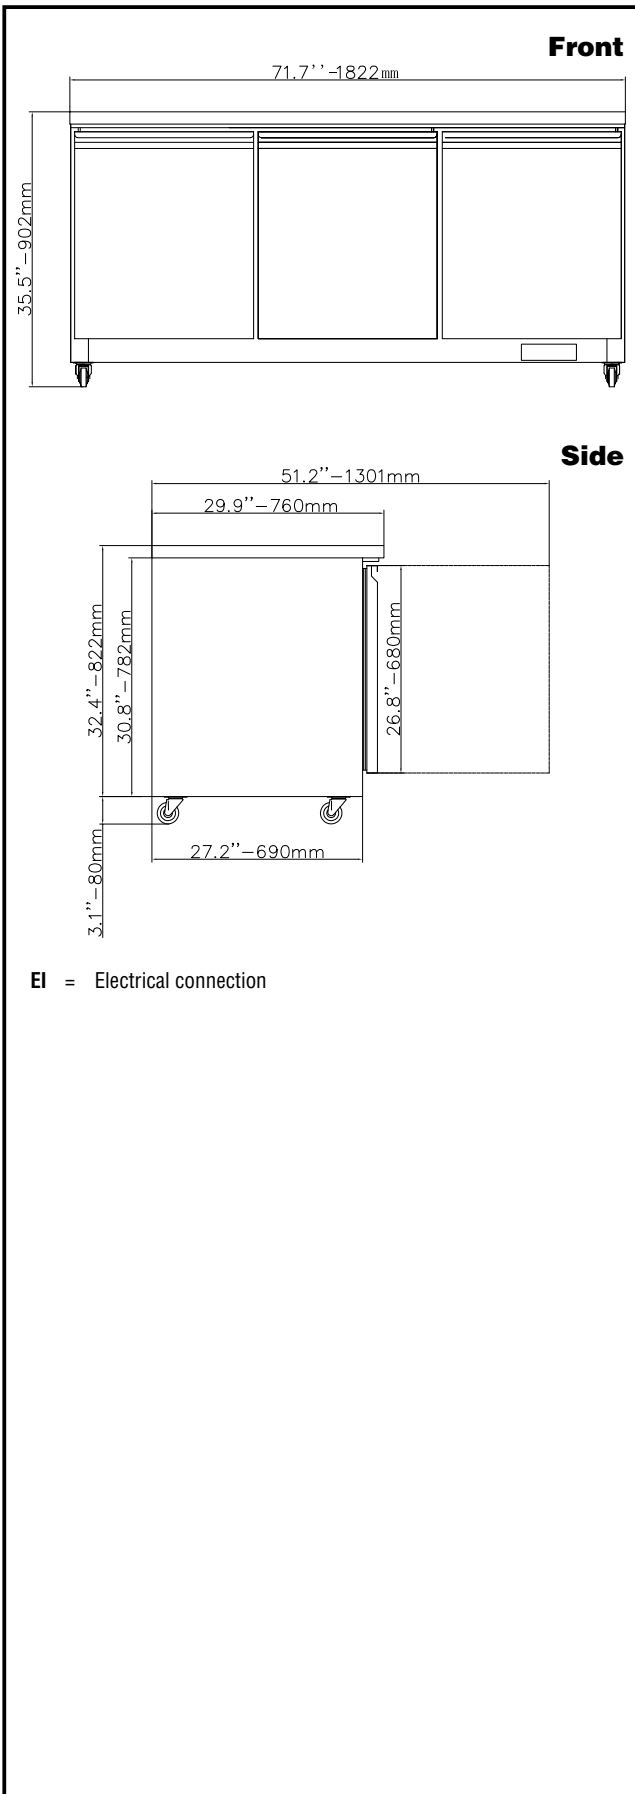 Front
71.7''-1822mm
35.5''-902mm
Side
51.2''-1301mm
29.9''-760mm
32.4''-822mm
30.8''-782mm
26.8''-680mm
27.2''-690mm
3.1''-80mm
EI = Electrical connection